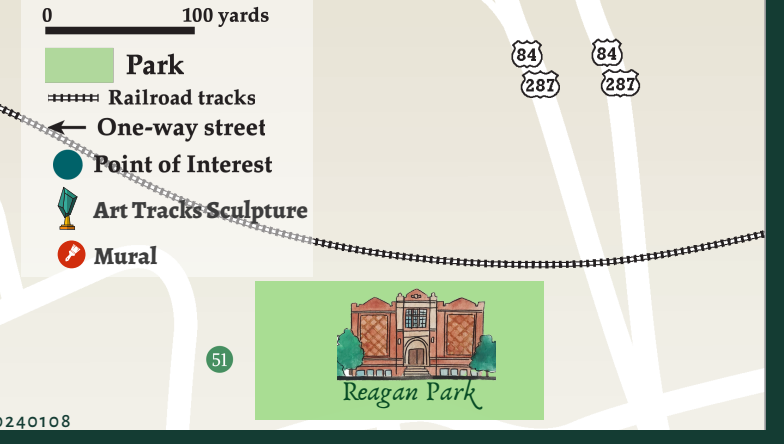 0 100 yards
Park
Railroad tracks
One-way street
Point of Interest
Art Tracks Sculpture
Mural
84
287
84
287
51
Reagan Park
0240108